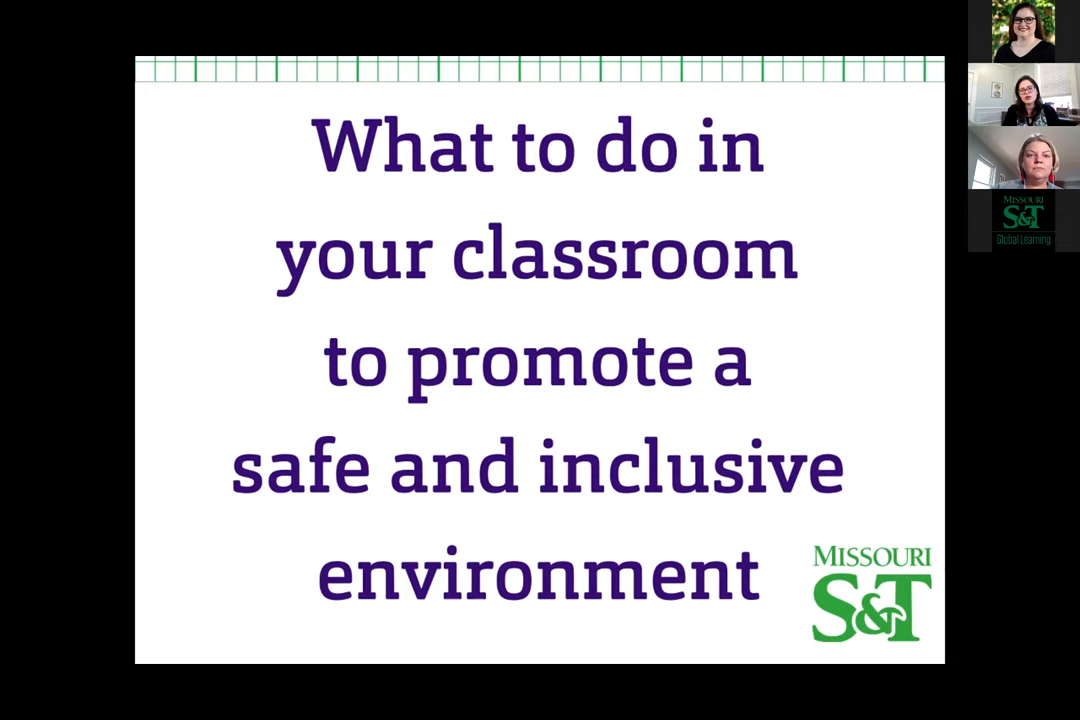 What to do in
your classroom
to promote a
safe and inclusive
environment
MISSOURI
S&T
MISSOURI
S&T
Global Learning